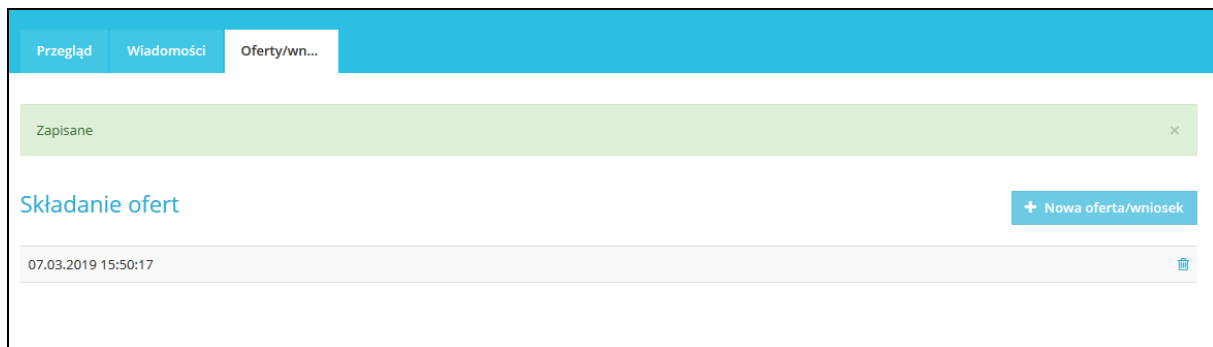 Przegląd Wiadomości Oferty/wn...
Zapisane ×
Składanie ofert
+ Nowa oferta/wniosek
07.03.2019 15:50:17